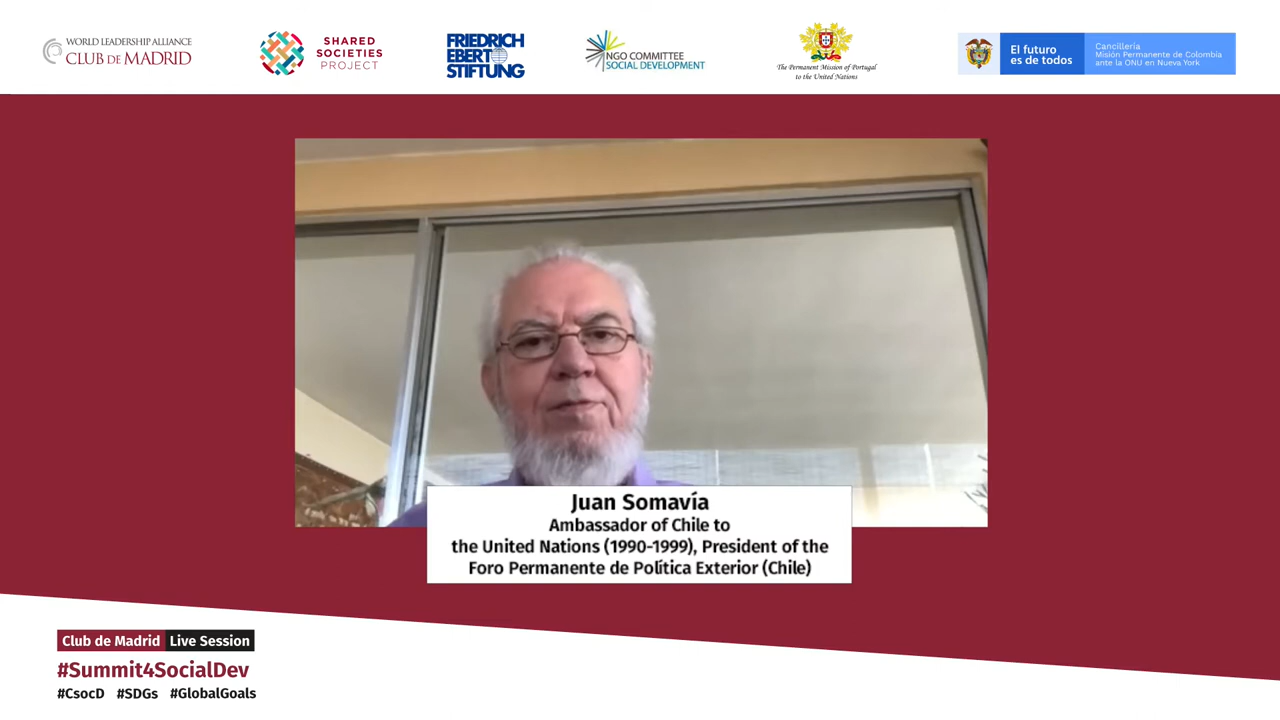 WORLD LEADERSHIP ALLIANCE
CLUB DE MADRID
SHARED
SOCIETIES
PROJECT
FRIEDRICH
EBERT
STIFTUNG
NGO COMMITTEE
SOCIAL DEVELOPMENT
The Permanent Mission of Portugal
to the United Nations
El futuro
es de todos
Cancillería
Misión Permanente de Colombia
ante la ONU en Nueva York
Juan Somavía
Ambassador of Chile to
the United Nations (1990-1999), President of the
Foro Permanente de Política Exterior (Chile)
Club de Madrid Live Session
#Summit4SocialDev
#CsocD #SDGs #GlobalGoals